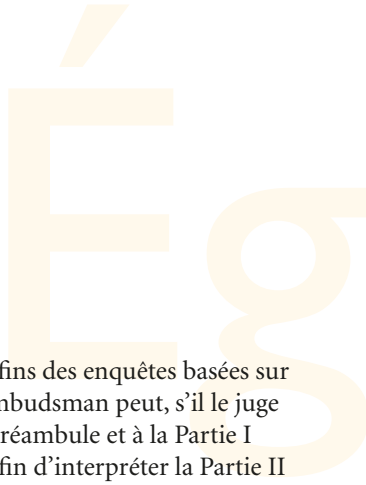 Ég
fins des enquêtes basées sur
mbudsman peut, s'il le juge
réambule et à la Partie I
fin d'interpréter la Partie II